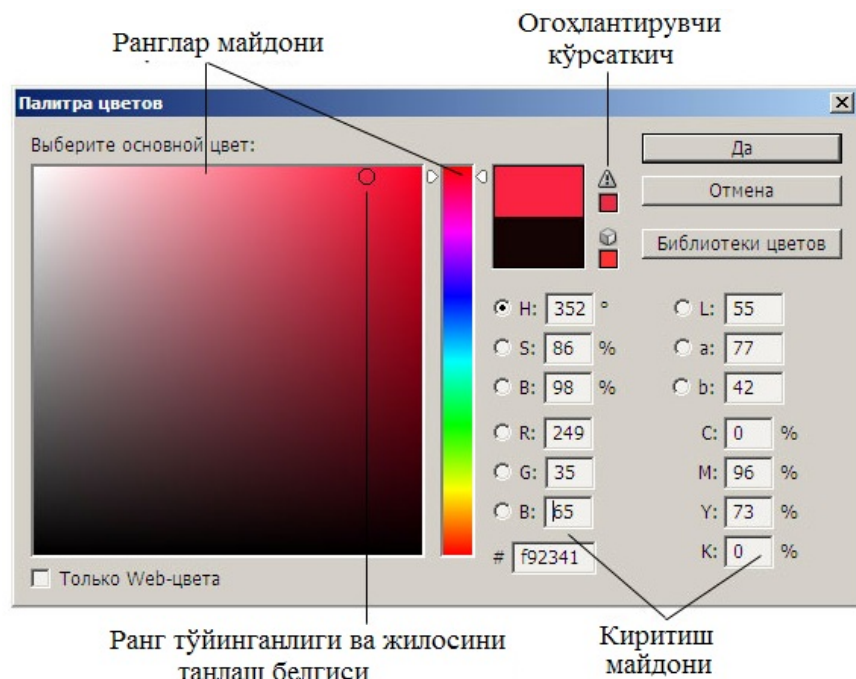 Ранглар майдони
Огоҳлантирувчи
кўрсаткич
Палитра цветов
Выберите основной цвет:
Да
Отмена
Библиотеки цветов
H: 352 °
L: 55
S: 86 %
a: 77
B: 98 %
b: 42
R: 249
C: 0 %
G: 35
M: 96 %
B: 65
Y: 73 %
# f92341
K: 0 %
Только Web-цвета
Ранг тўйинганлиги ва жилосини
танлаш белгиси
Киритиш
майдони